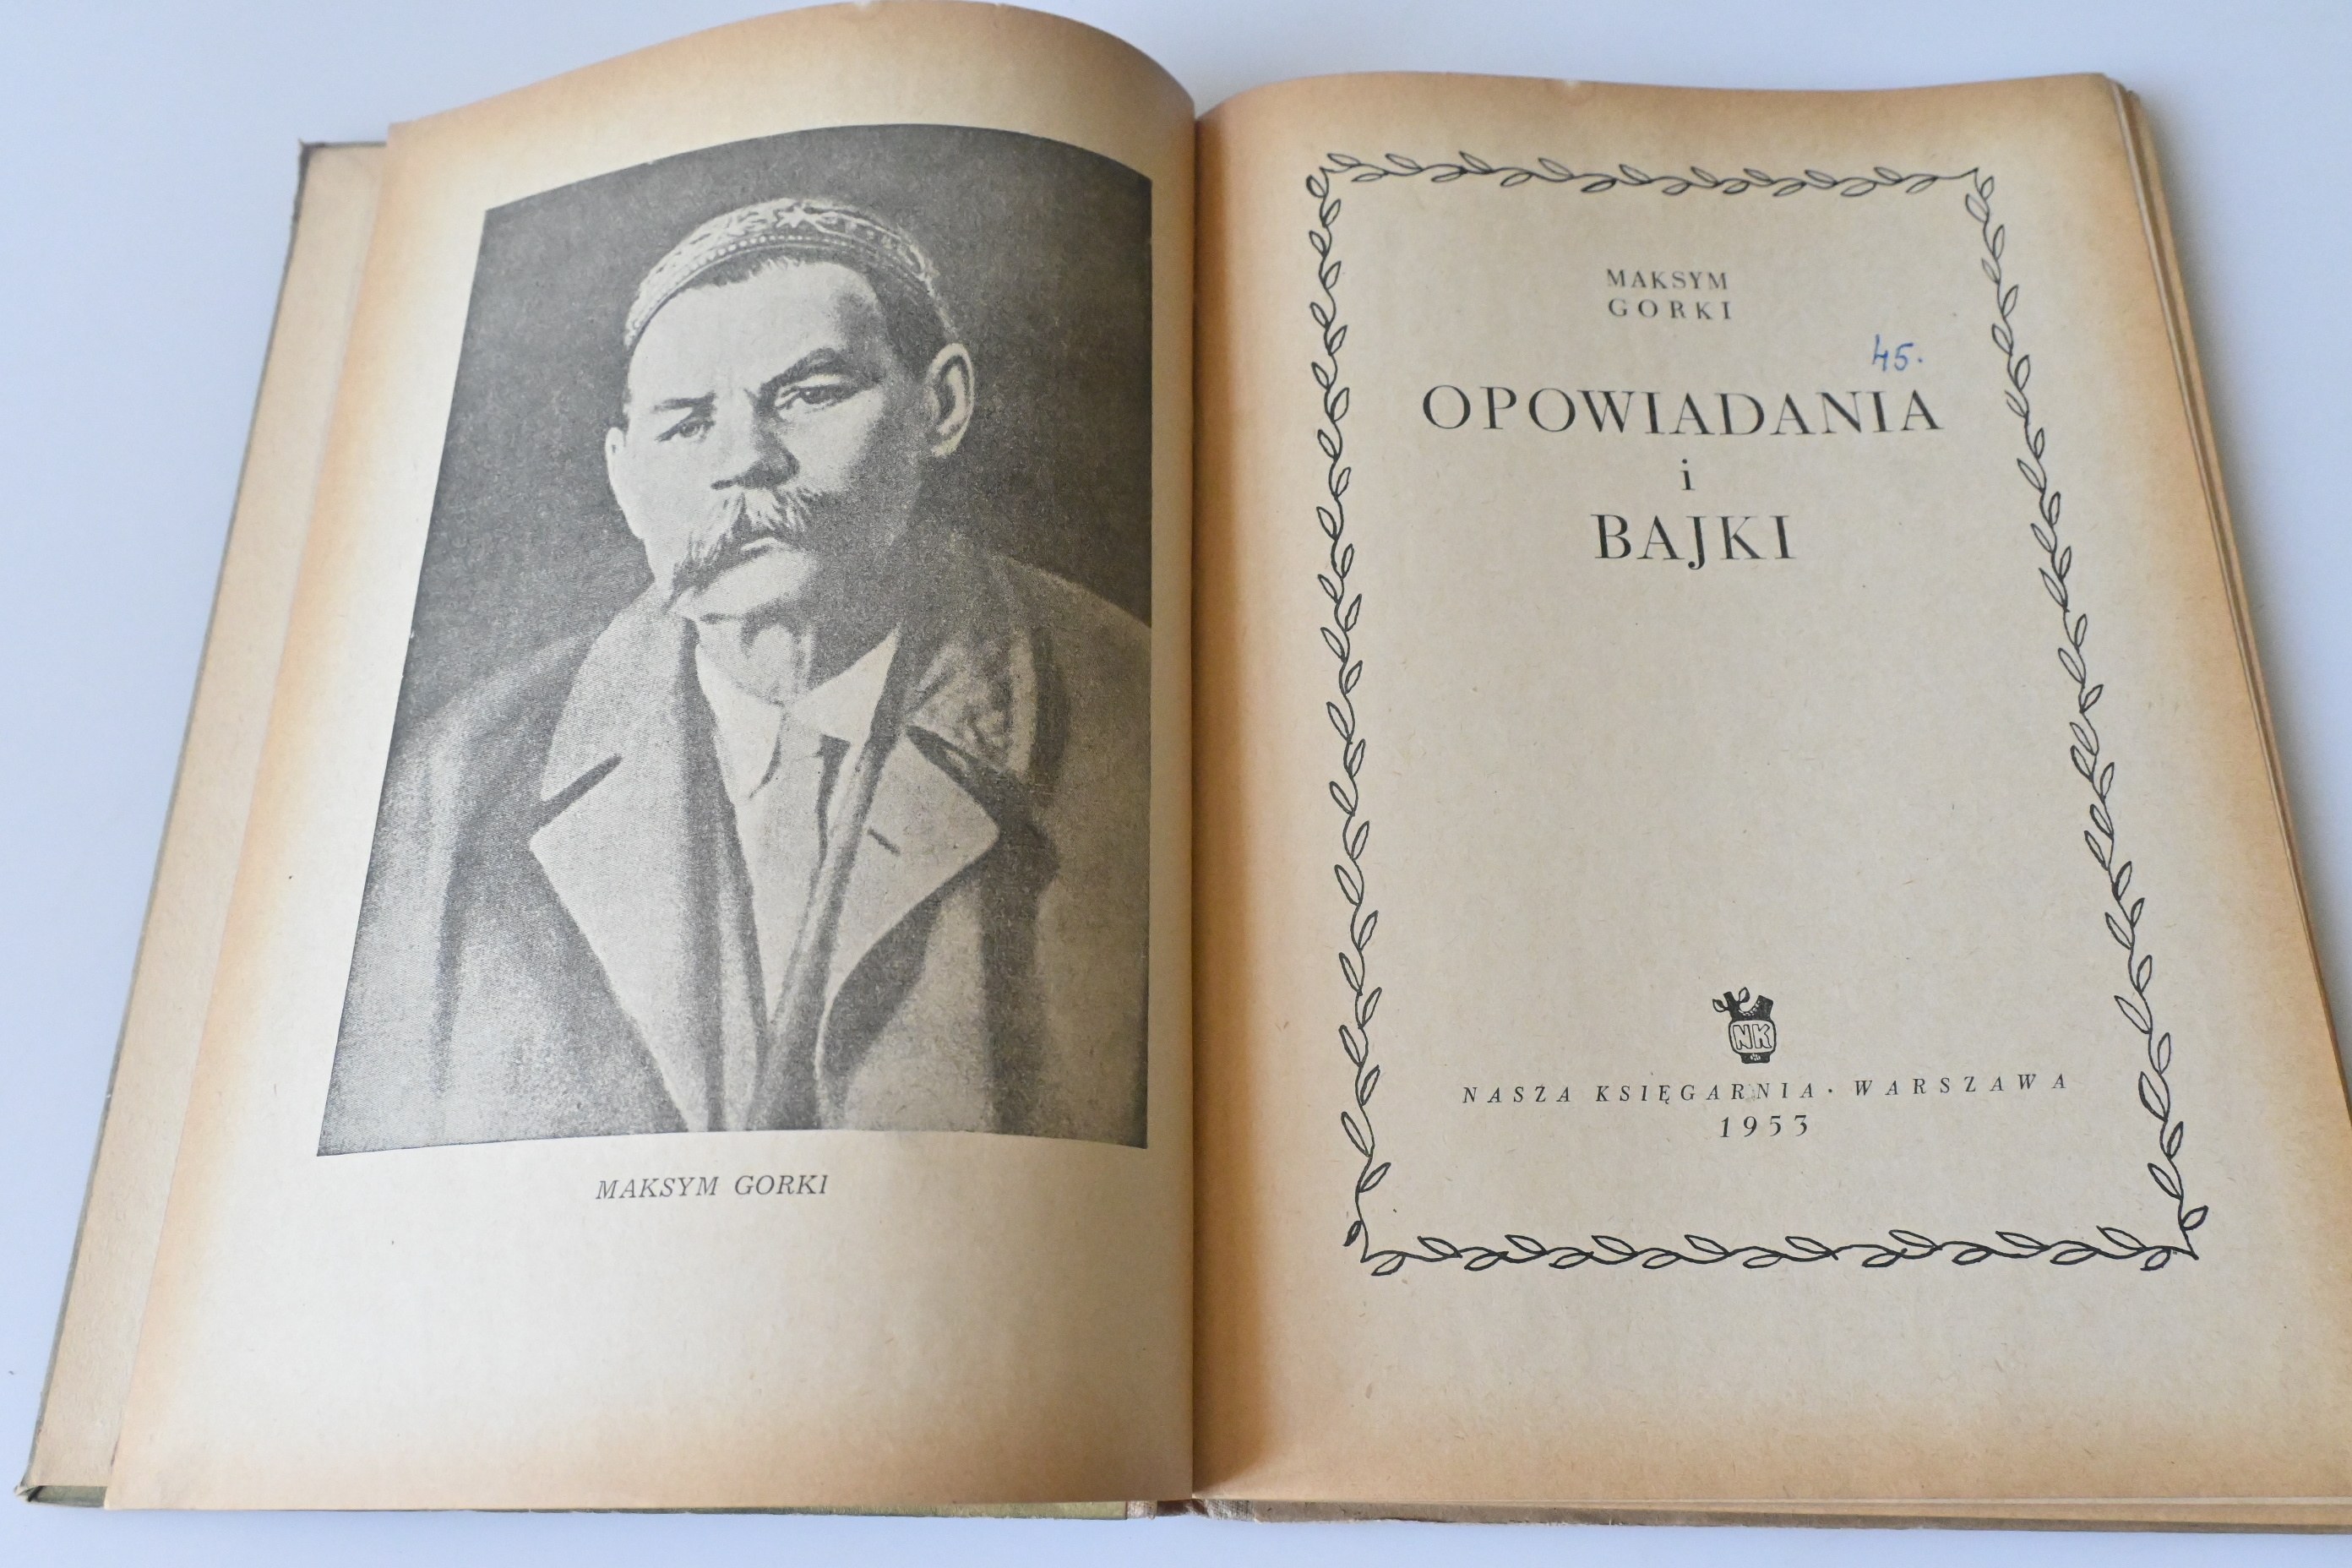 MAKSYM GORKI
MAKSYM
GORKI
45.
OPOWIADANIA
i
BAJKI
NK
NASZA KSIĘGARNIA · WARSZAWA
1953